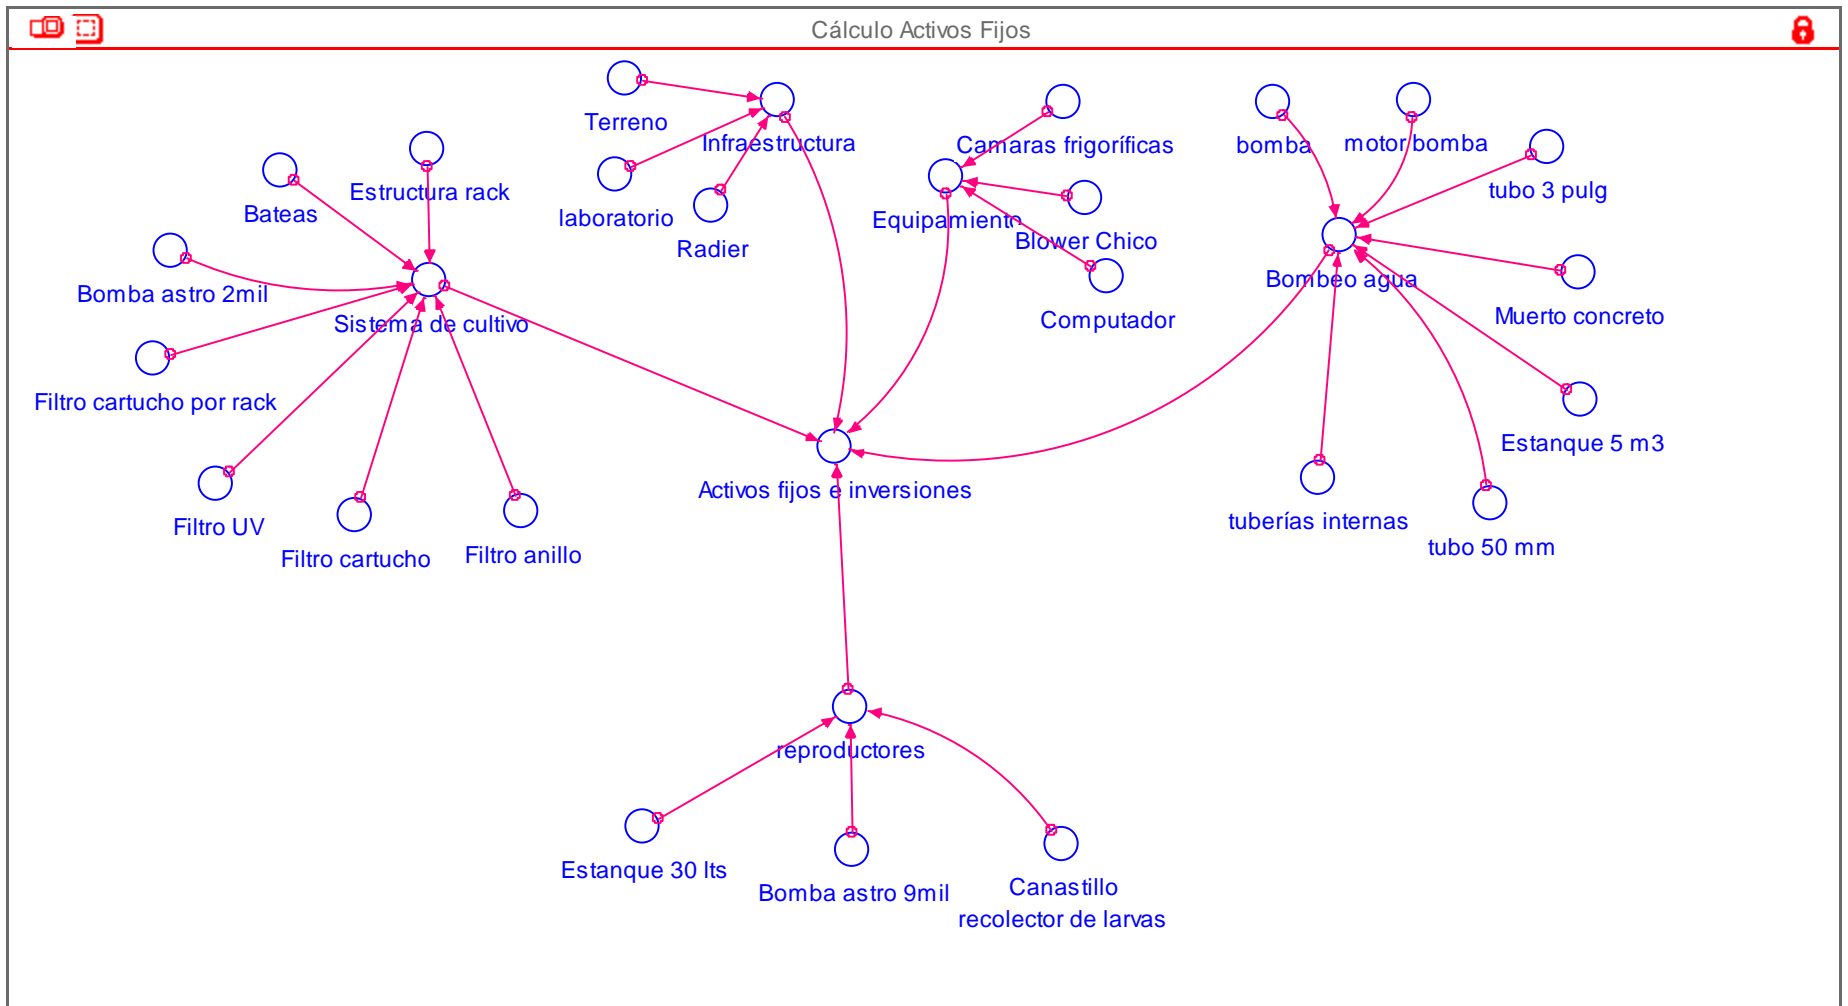 Cálculo Activos Fijos
Terreno
Infraestructura
Camaras frigoríficas
bomba
motor bomba
Estructura rack
Bateas
laboratorio
Radier
Equipamiento
Blower Chico
tubo 3 pulg
Bomba astro 2mil
Sistema de cultivo
Computador
Bombeo agua
Muerto concreto
Filtro cartucho por rack
Estanque 5 m3
Activos fijos e inversiones
Filtro UV
Filtro cartucho
Filtro anillo
tuberías internas
tubo 50 mm
reproductores
Estanque 30 lts
Bomba astro 9mil
Canastillo
recolector de larvas